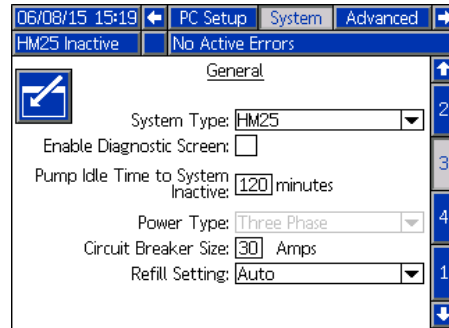 06/08/15 15:19 PC Setup System Advanced
HM25 Inactive No Active Errors
General
System Type: HM25
Enable Diagnostic Screen:
Pump Idle Time to System
Inactive: 120 minutes
Power Type: Three Phase
Circuit Breaker Size: 30 Amps
Refill Setting: Auto
2
3
4
1